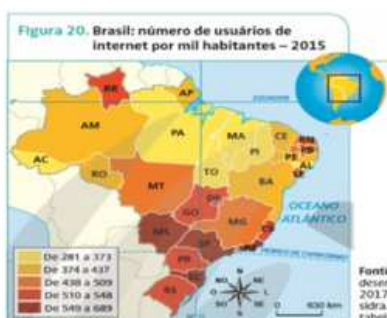 Figura 20. Brasil: número de usuários de
internet por mil habitantes – 2015
RR
AP
EQUADOR
AM
PA
MA
CE
RN
PB
PI
PE
AL
SE
AC
RO
TO
BA
MT
DF
GO
OCEANO
ATLÂNTICO
MG
MS
ES
SP
RJ
TRÓPICO DE CAPRICÓRNIO
PR
SC
RS
De 281 a 373
De 374 a 437
De 438 a 509
De 510 a 548
De 549 a 689
N
NO
NE
O
L
SO
SE
S
0
630 km
2017
sidra.